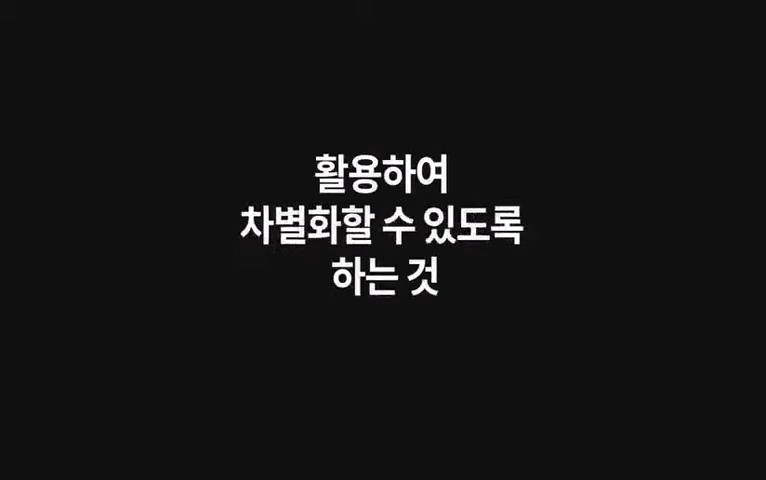 활용하여
차별화할 수 있도록
하는 것